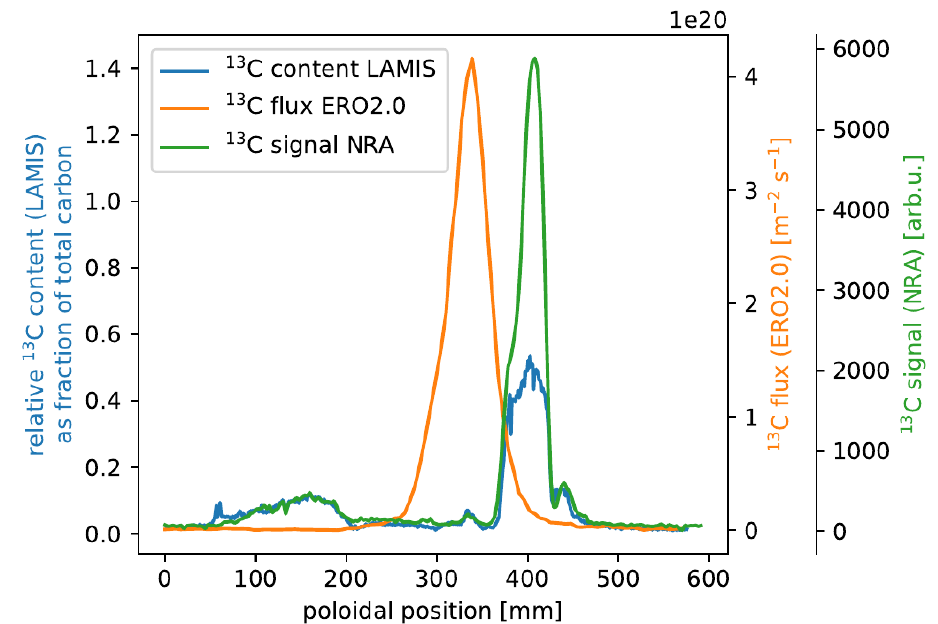 1e20
¹³C content LAMIS
¹³C flux ERO2.0
¹³C signal NRA
relative ¹³C content (LAMIS)
as fraction of total carbon
1.4
1.2
1.0
0.8
0.6
0.4
0.2
0.0
4
3
2
1
0
¹³C flux (ERO2.0) [m⁻² s⁻¹]
6000
5000
4000
3000
2000
1000
0
¹³C signal (NRA) [arb.u.]
0 100 200 300 400 500 600
poloidal position [mm]